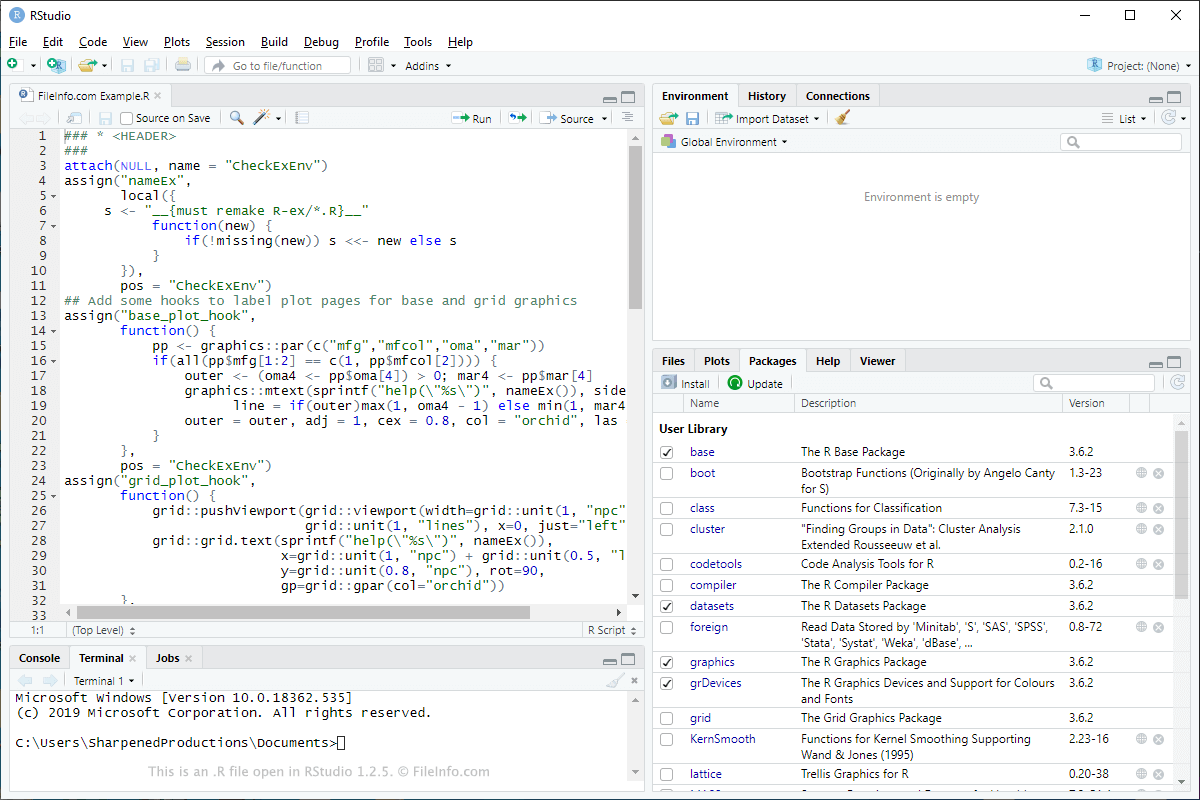 RStudio
File Edit Code View Plots Session Build Debug Profile Tools Help
Go to file/function Addins Project: (None)
FileInfo.com Example.R
Source on Save Run Source
1 ### * <HEADER>
2 ###
3 attach(NULL, name = "CheckExEnv")
4 assign("nameEx",
5 local({
6 s <- "__{must remake R-ex/*.R}__"
7 function(new) {
8 if(!missing(new)) s <<- new else s
9 }
10 }),
11 pos = "CheckExEnv")
12 ## Add some hooks to label plot pages for base and grid graphics
13 assign("base_plot_hook",
14 function() {
15 pp <- graphics::par(c("mfg","mfcol","oma","mar"))
16 if(all(pp$mfg[1:2] == c(1, pp$mfcol[2]))) {
17 outer <- (oma4 <- pp$oma[4]) > 0; mar4 <- pp$mar[4]
18 graphics::mtext(sprintf("help(\"%s\")", nameEx()), side
19 line = if(outer)max(1, oma4 - 1) else min(1, mar4
20 outer = outer, adj = 1, cex = 0.8, col = "orchid", las
21 }
22 },
23 pos = "CheckExEnv")
24 assign("grid_plot_hook",
25 function() {
26 grid::pushViewport(grid::viewport(width=grid::unit(1, "npc"
27 grid::unit(1, "lines"), x=0, just="left"
28 grid::grid.text(sprintf("help(\"%s\")", nameEx()),
29 x=grid::unit(1, "npc") + grid::unit(0.5, "l
30 y=grid::unit(0.8, "npc"), rot=90,
31 gp=grid::gpar(col="orchid"))
32 },
33
1:1 (Top Level) R Script
Console Terminal Jobs
Terminal 1
Microsoft Windows [Version 10.0.18362.535]
(c) 2019 Microsoft Corporation. All rights reserved.
C:\Users\SharpenedProductions\Documents>
This is an .R file open in RStudio 1.2.5. © FileInfo.com
Environment History Connections
Import Dataset List
Global Environment
Environment is empty
Files Plots Packages Help Viewer
Install Update
Name Description Version
User Library
base The R Base Package 3.6.2
boot Bootstrap Functions (Originally by Angelo Canty 1.3-23
for S)
class Functions for Classification 7.3-15
cluster "Finding Groups in Data": Cluster Analysis 2.1.0
Extended Rousseeuw et al.
codetools Code Analysis Tools for R 0.2-16
compiler The R Compiler Package 3.6.2
datasets The R Datasets Package 3.6.2
foreign Read Data Stored by 'Minitab', 'S', 'SAS', 'SPSS', 0.8-72
'Stata', 'Systat', 'Weka', 'dBase', ...
graphics The R Graphics Package 3.6.2
grDevices The R Graphics Devices and Support for Colours 3.6.2
and Fonts
grid The Grid Graphics Package 3.6.2
KernSmooth Functions for Kernel Smoothing Supporting 2.23-16
Wand & Jones (1995)
lattice Trellis Graphics for R 0.20-38